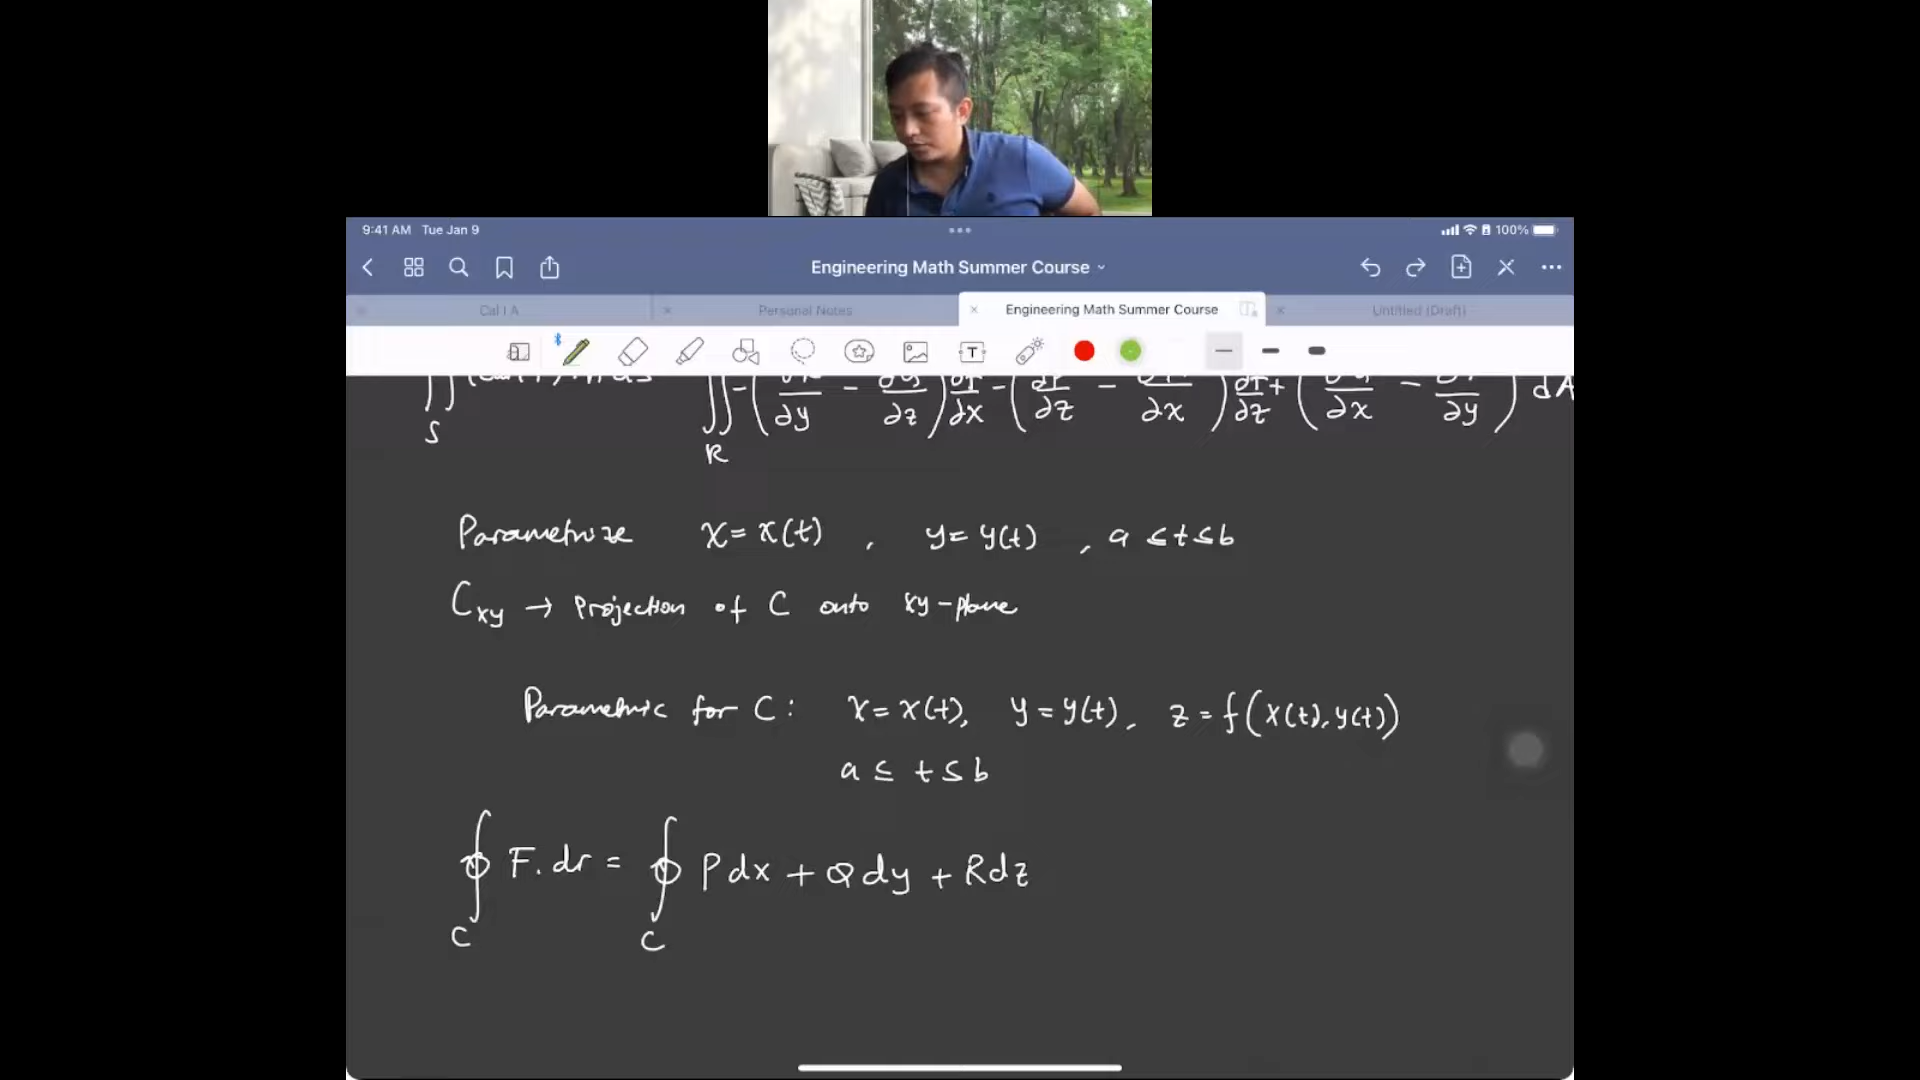 9:41 AM Tue Jan 9
100%
Engineering Math Summer Course
Cal I A
Personal Notes
Engineering Math Summer Course
Untitled (Draft)
T
∬ -( /∂y - /∂z) /∂x - ( /∂z - /∂x) /∂z + ( /∂x - /∂y) dA
S
R
Parametrize x = x(t) , y = y(t) , a ≤ t ≤ b
Cxy → Projection of C onto xy-plane
Parametric for C: x = x(t), y = y(t), z = f(x(t), y(t))
a ≤ t ≤ b
∮ F. dr = ∮ Pdx + Qdy + Rdz
C C